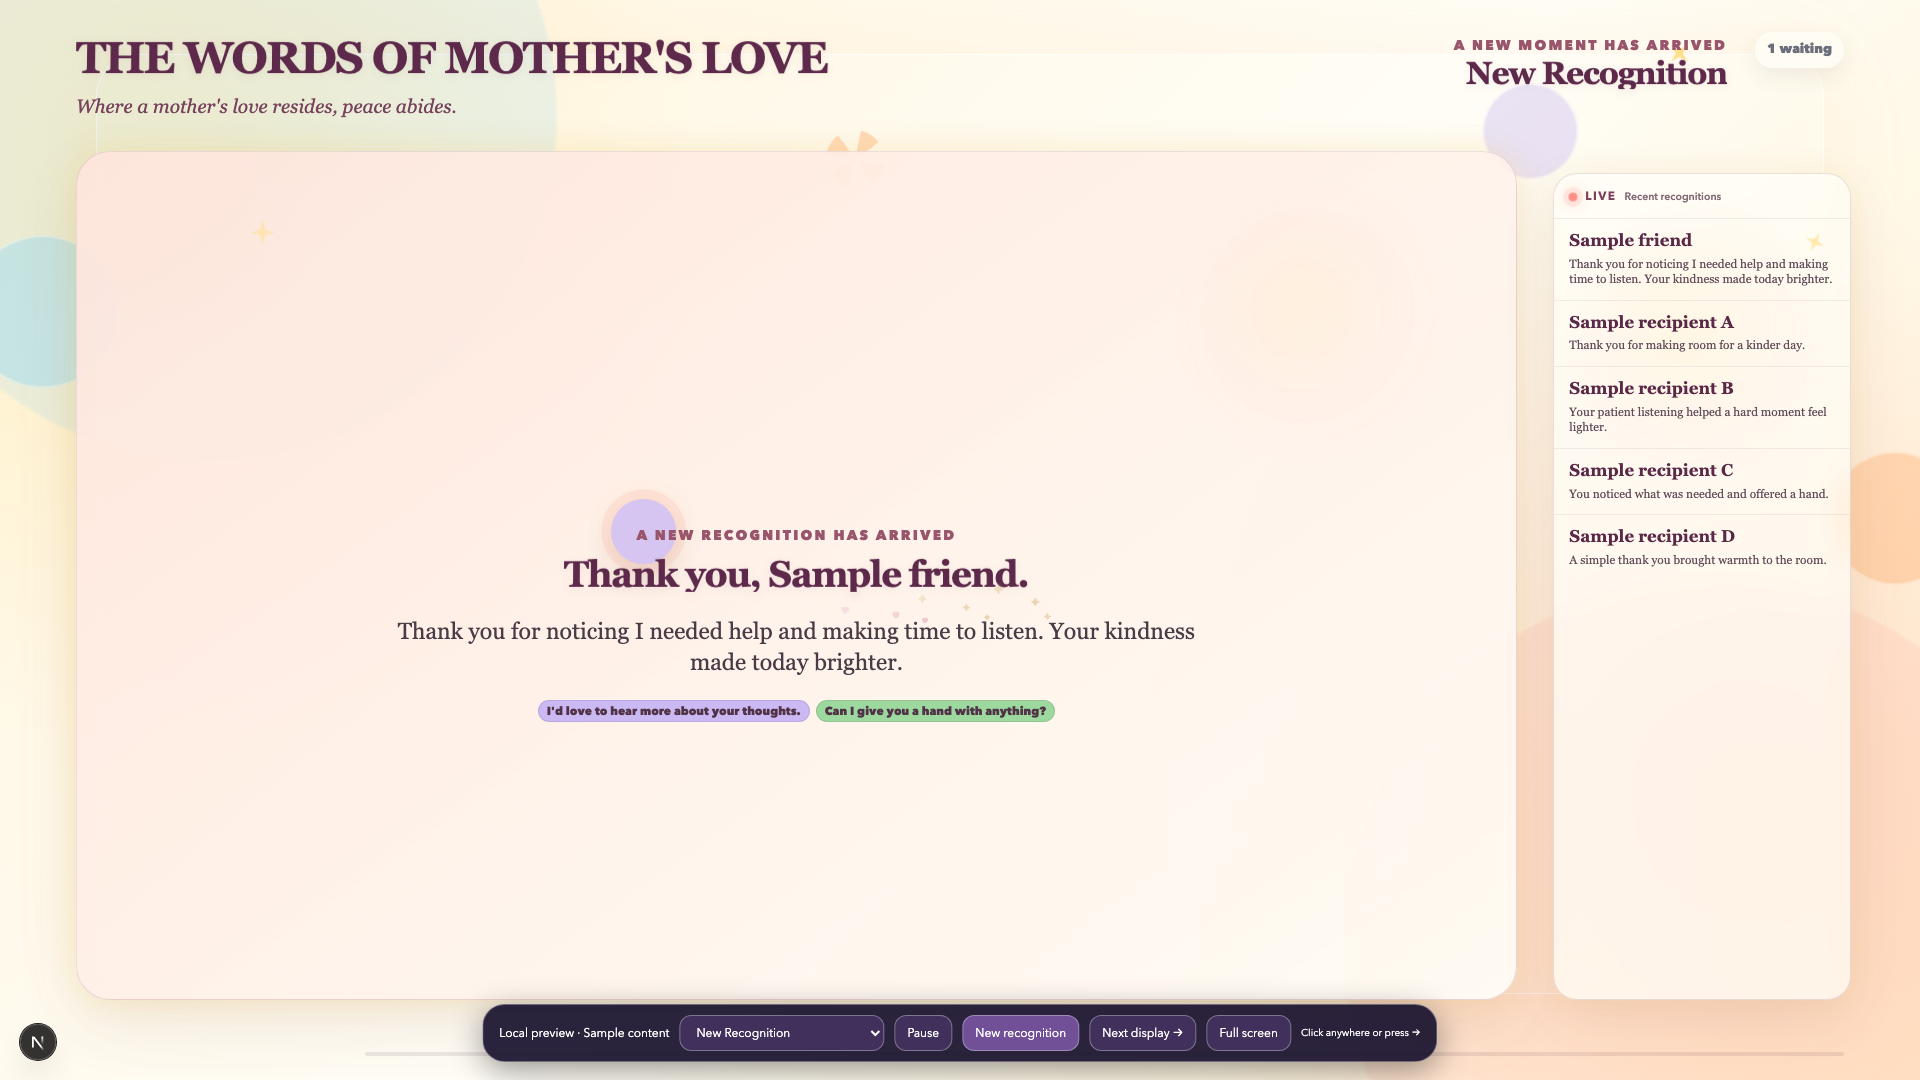 THE WORDS OF MOTHER'S LOVE
Where a mother's love resides, peace abides.
A NEW MOMENT HAS ARRIVED
New Recognition
1 waiting
A NEW RECOGNITION HAS ARRIVED
Thank you, Sample friend.
Thank you for noticing I needed help and making time to listen. Your kindness
made today brighter.
I'd love to hear more about your thoughts.
Can I give you a hand with anything?
LIVE Recent recognitions
Sample friend
Thank you for noticing I needed help and making
time to listen. Your kindness made today brighter.
Sample recipient A
Thank you for making room for a kinder day.
Sample recipient B
Your patient listening helped a hard moment feel
lighter.
Sample recipient C
You noticed what was needed and offered a hand.
Sample recipient D
A simple thank you brought warmth to the room.
N
Local preview · Sample content
New Recognition
Pause
New recognition
Next display →
Full screen
Click anywhere or press →